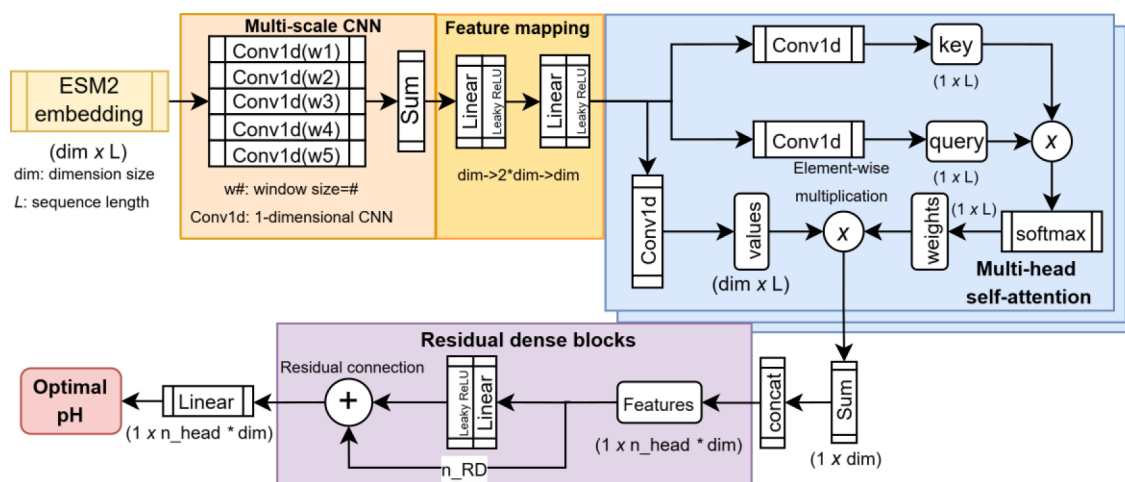 ESM2
embedding
(dim x L)
dim: dimension size
L: sequence length
Multi-scale CNN
Conv1d(w1)
Conv1d(w2)
Conv1d(w3)
Conv1d(w4)
Conv1d(w5)
Sum
w#: window size=#
Conv1d: 1-dimensional CNN
Feature mapping
Linear
Leaky ReLU
Linear
Leaky ReLU
dim->2*dim->dim
Conv1d
key
(1 x L)
Conv1d
query
(1 x L)
x
Element-wise
multiplication
Conv1d
values
(dim x L)
x
weights
(1 x L)
softmax
Multi-head
self-attention
Sum
(1 x dim)
concat
Residual dense blocks
Features
(1 x n_head * dim)
Linear
Leaky ReLU
Residual connection
+
n_RD
Linear
(1 x n_head * dim)
Optimal
pH